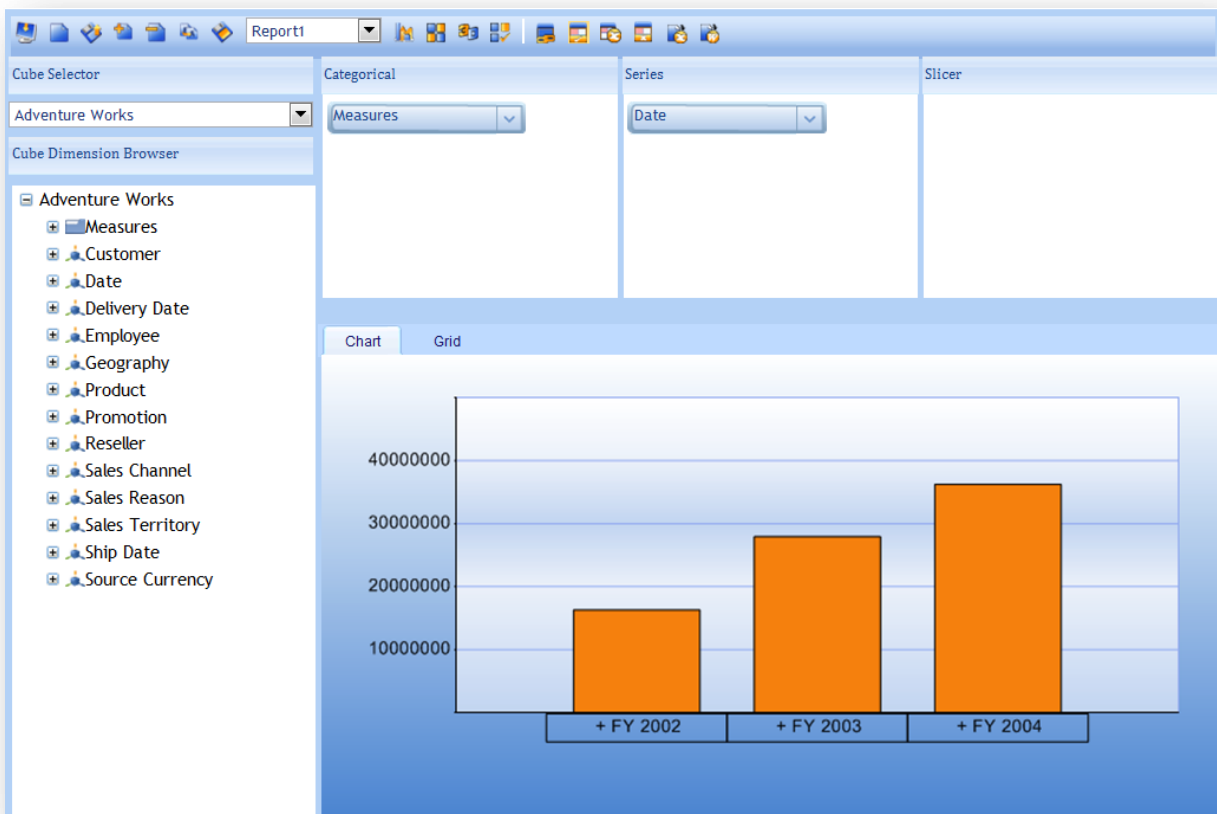 Report1
Cube Selector
Categorical
Series
Slicer
Adventure Works
Measures
Date
Cube Dimension Browser
Adventure Works
Measures
Customer
Date
Delivery Date
Employee
Geography
Product
Promotion
Reseller
Sales Channel
Sales Reason
Sales Territory
Ship Date
Source Currency
Chart
Grid
40000000
30000000
20000000
10000000
+ FY 2002
+ FY 2003
+ FY 2004